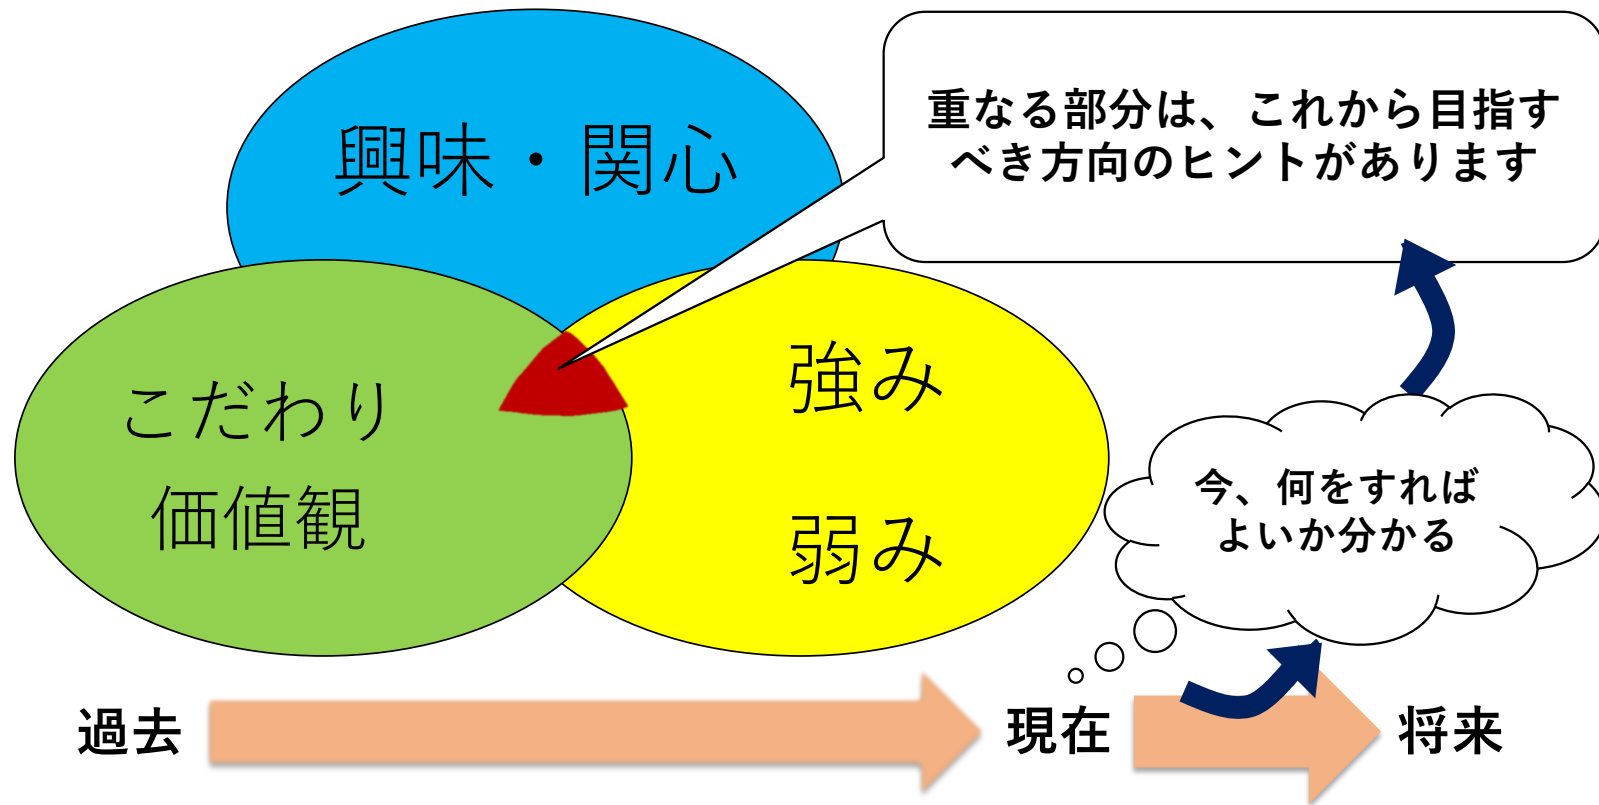 興味・関心
重なる部分は、これから目指す
べき方向のヒントがあります
こだわり
価値観
強み
弱み
今、何をすれば
よいか分かる
過去
現在
将来